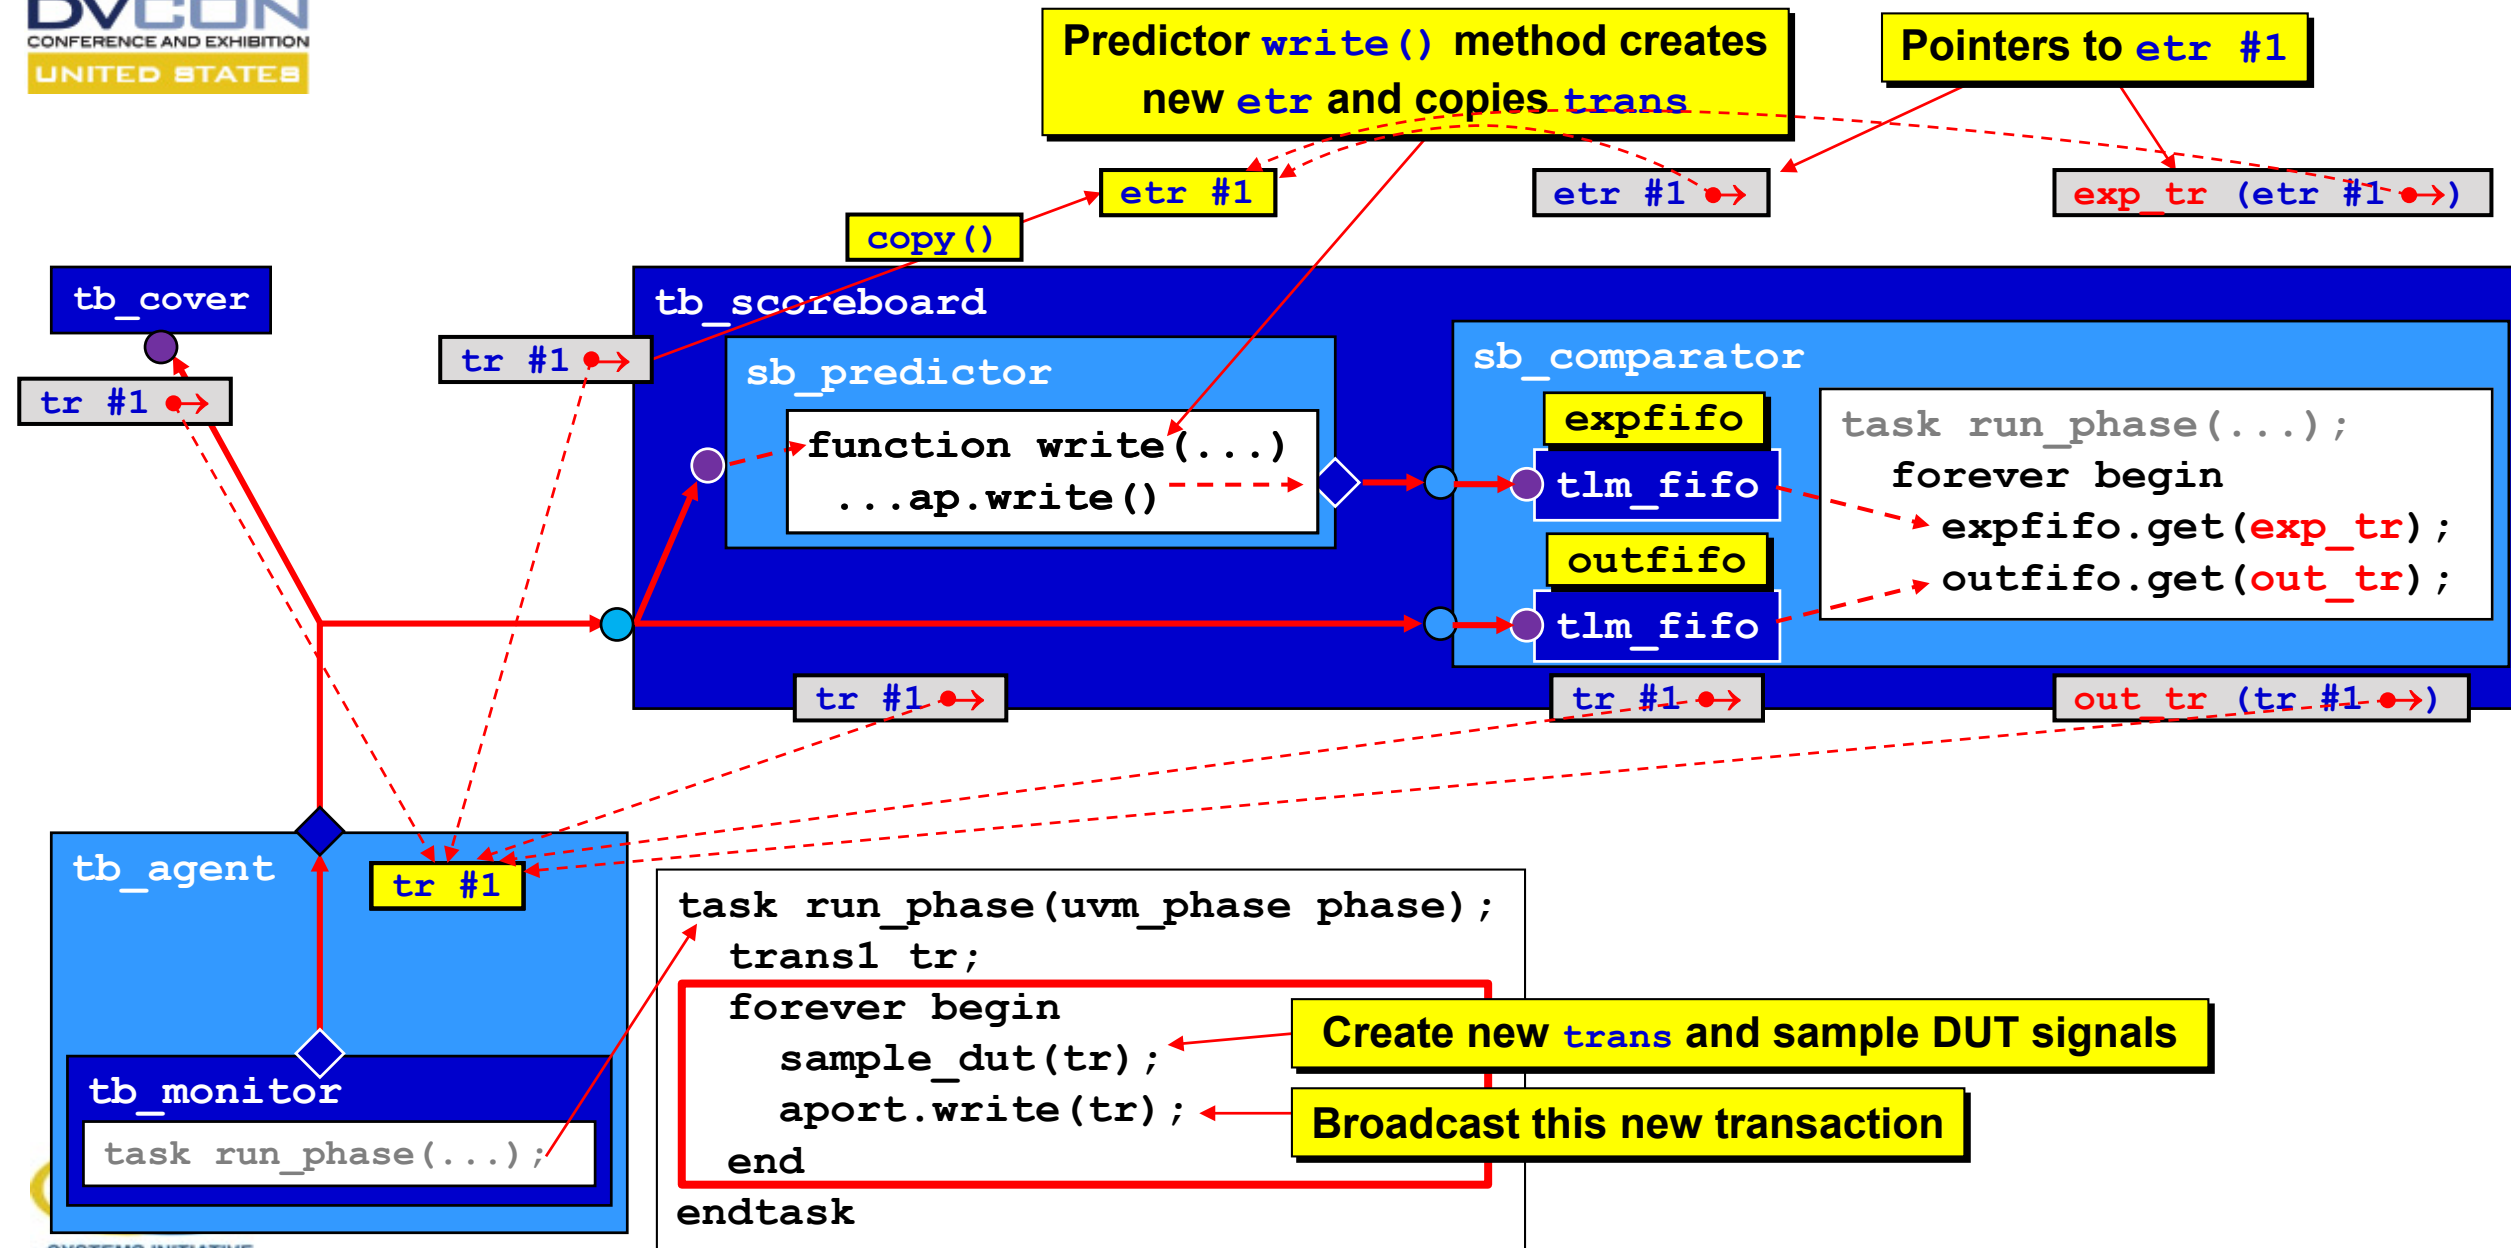 DVCON
CONFERENCE AND EXHIBITION
UNITED STATES
Predictor write() method creates
new etr and copies trans
Pointers to etr #1
etr #1
etr #1
exp_tr (etr #1)
copy()
tb_cover
tr #1
tr #1
tb_scoreboard
sb_predictor
function write(...)
...ap.write()
sb_comparator
expfifo
tlm_fifo
outfifo
tlm_fifo
task run_phase(...);
forever begin
expfifo.get(exp_tr);
outfifo.get(out_tr);
tr #1
tr #1
out_tr (tr #1)
tb_agent
tr #1
tb_monitor
task run_phase(...);
task run_phase(uvm_phase phase);
trans1 tr;
forever begin
sample_dut(tr);
aport.write(tr);
end
endtask
Create new trans and sample DUT signals
Broadcast this new transaction
SYSTEMS INITIATIVE